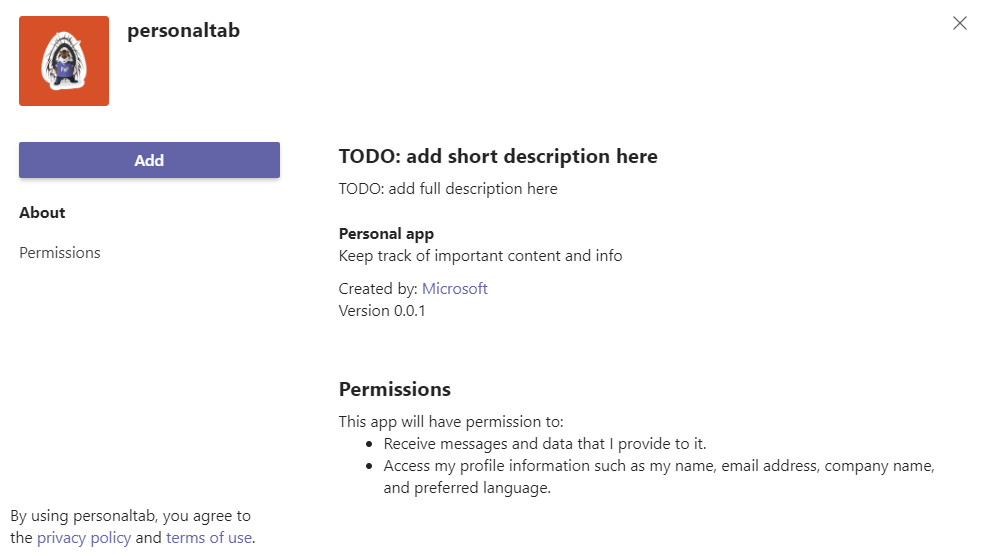 personaltab
Add
About
Permissions
By using personaltab, you agree to
the privacy policy and terms of use.
TODO: add short description here
TODO: add full description here
Personal app
Keep track of important content and info
Created by: Microsoft
Version 0.0.1
Permissions
This app will have permission to:
• Receive messages and data that I provide to it.
• Access my profile information such as my name, email address, company name,
and preferred language.